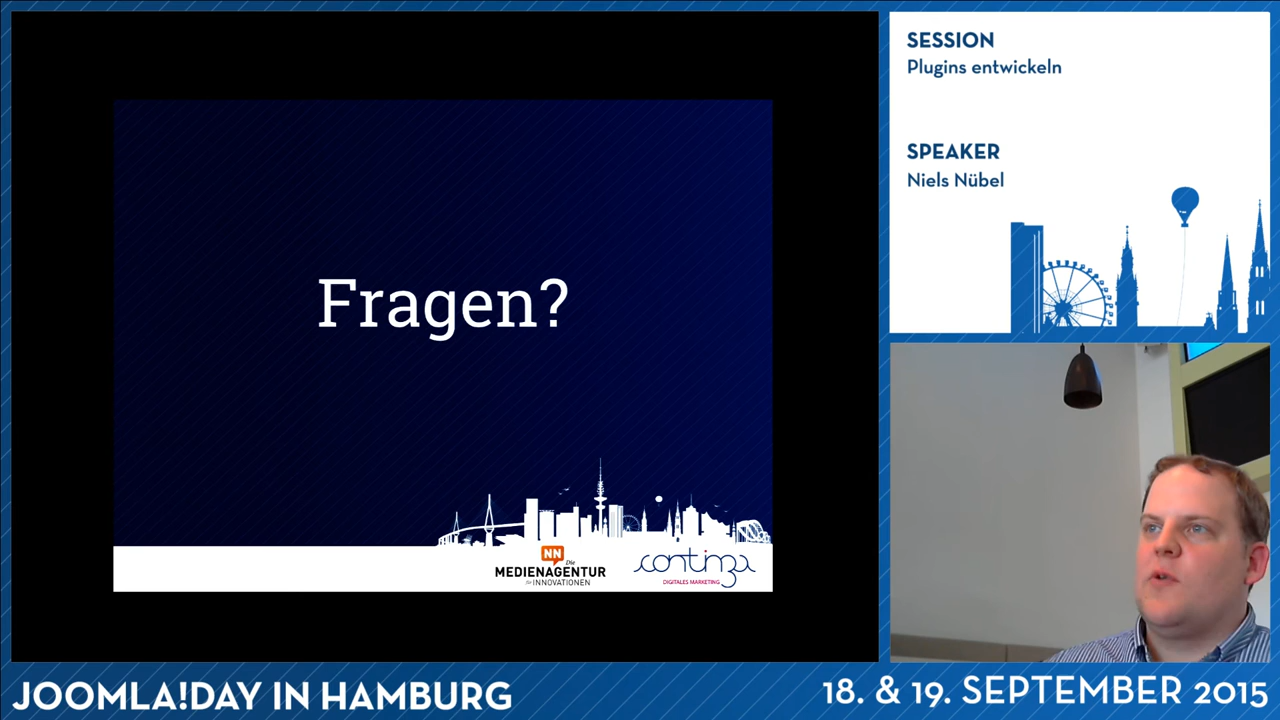 SESSION
Plugins entwickeln
SPEAKER
Niels Nübel
Fragen?
NN
Die
MEDIENAGENTUR
für INNOVATIONEN
continza
DIGITALES MARKETING
JOOMLA!DAY IN HAMBURG
18. & 19. SEPTEMBER 2015